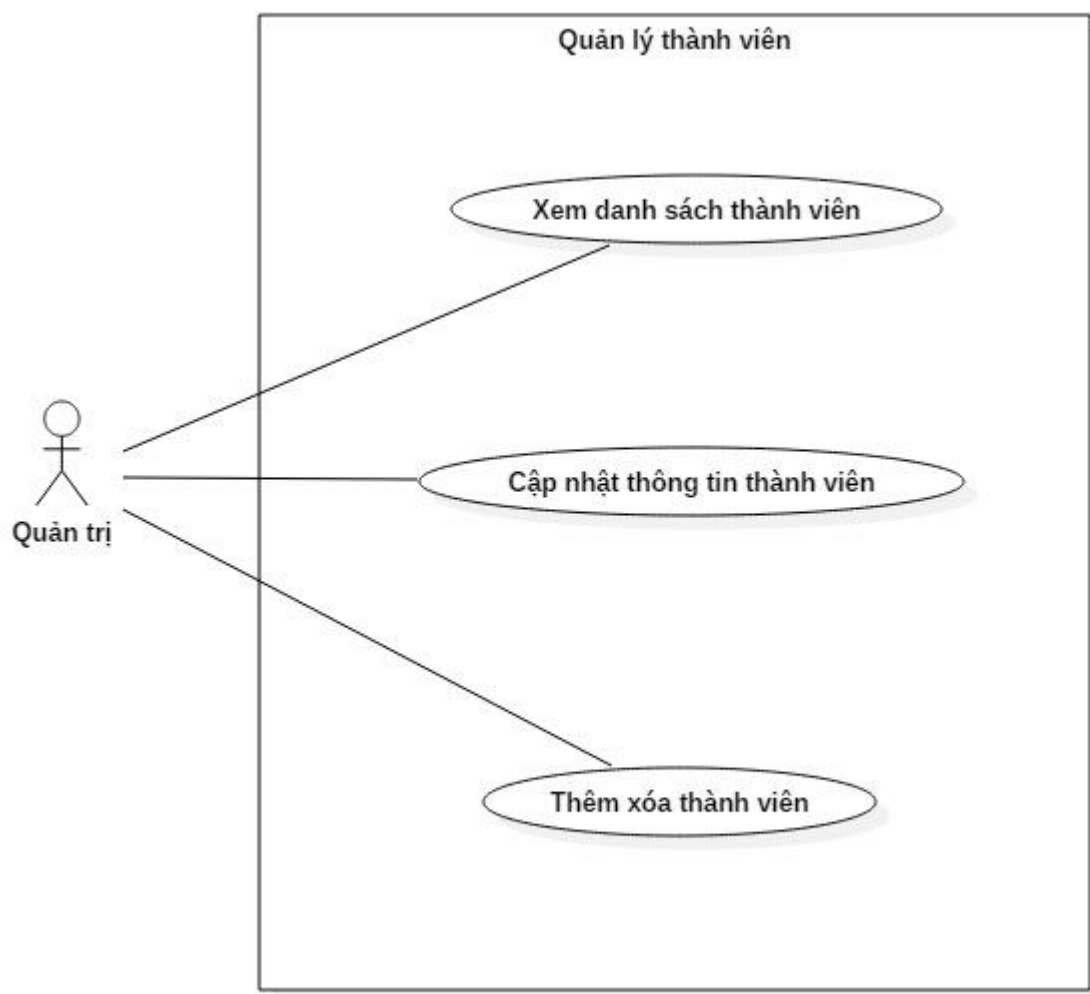 Quản lý thành viên
Xem danh sách thành viên
Cập nhật thông tin thành viên
Quản trị
Thêm xóa thành viên